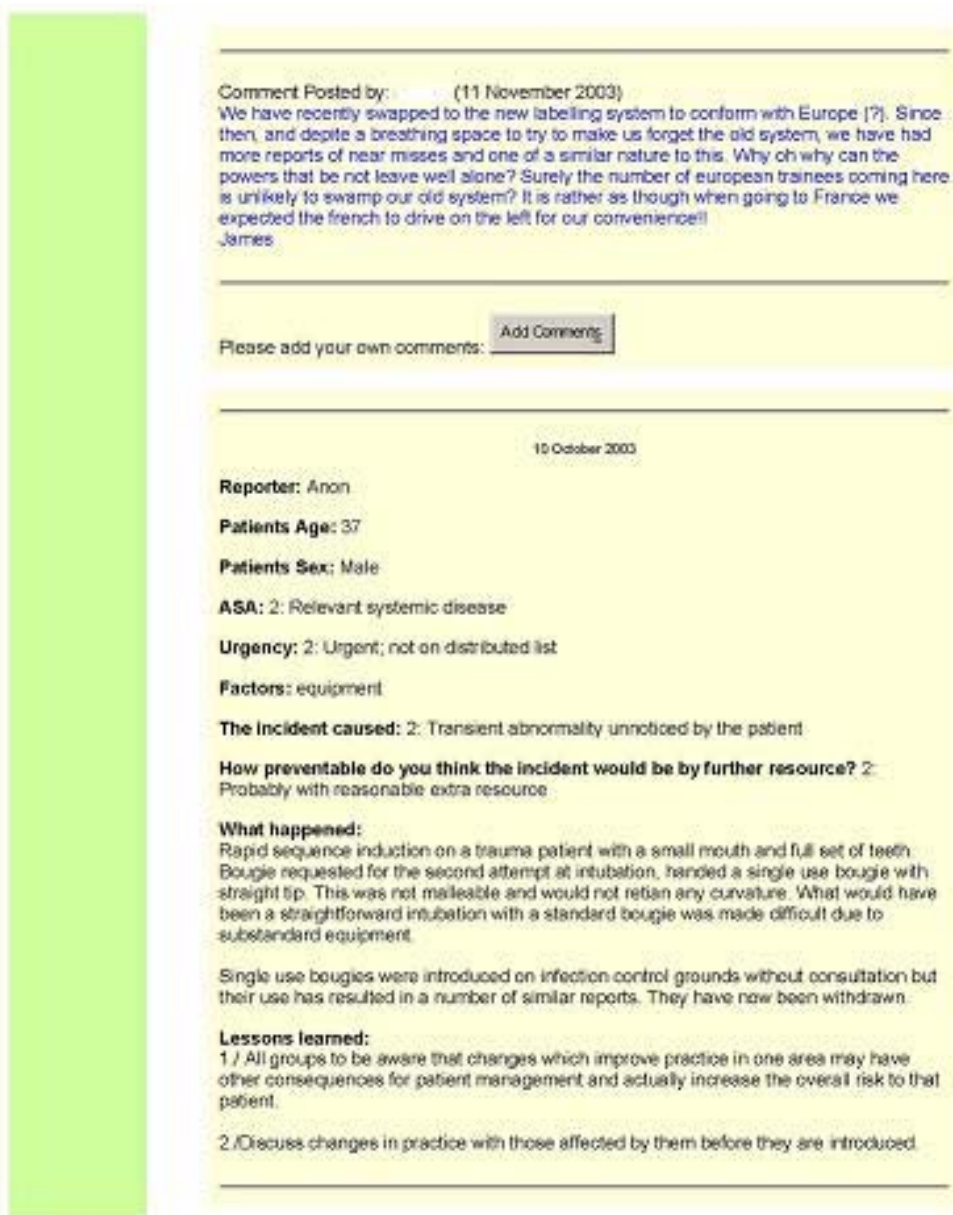 Comment Posted by: (11 November 2003)
We have recently swapped to the new labelling system to conform with Europe (?). Since
then, and depite a breathing space to try to make us forget the old system, we have had
more reports of near misses and one of a similar nature to this. Why oh why can the
powers that be not leave well alone? Surely the number of european trainees coming here
is unlikely to swamp our old system? It is rather as though when going to France we
expected the french to drive on the left for our convenience!!
James
Add Comments
Please add your own comments:
10 October 2003
Reporter: Anon
Patients Age: 37
Patients Sex: Male
ASA: 2: Relevant systemic disease
Urgency: 2: Urgent; not on distributed list
Factors: equipment
The incident caused: 2: Transient abnormality unnoticed by the patient
How preventable do you think the incident would be by further resource? 2:
Probably with reasonable extra resource
What happened:
Rapid sequence induction on a trauma patient with a small mouth and full set of teeth.
Bougie requested for the second attempt at intubation, handed a single use bougie with
straight tip. This was not malleable and would not retian any curvature. What would have
been a straightforward intubation with a standard bougie was made difficult due to
substandard equipment.
Single use bougies were introduced on infection control grounds without consultation but
their use has resulted in a number of similar reports. They have now been withdrawn.
Lessons learned:
1./ All groups to be aware that changes which improve practice in one area may have
other consequences for patient management and actually increase the overall risk to that
patient.
2./Discuss changes in practice with those affected by them before they are introduced.